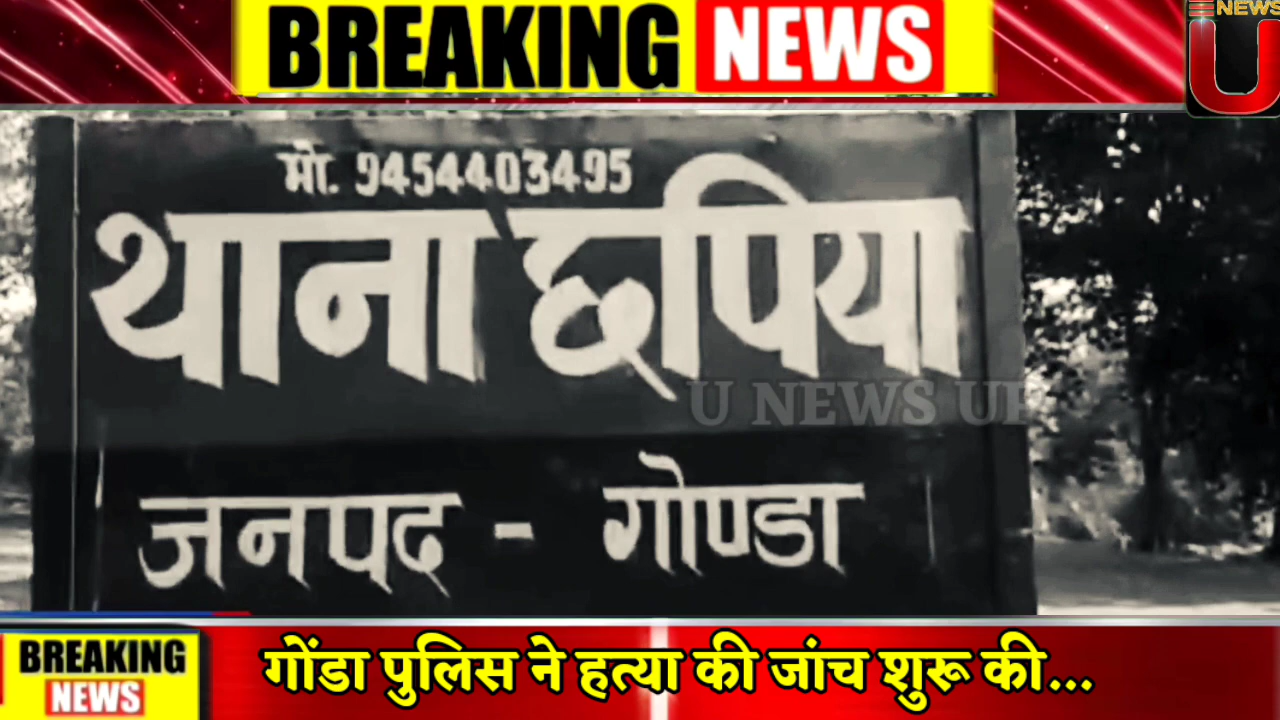 BREAKING NEWS
NEWS
U
मो. 9454403495
थाना छपिया
U NEWS UP
जनपद - गोण्डा
BREAKING
NEWS
गोंडा पुलिस ने हत्या की जांच शुरू की...